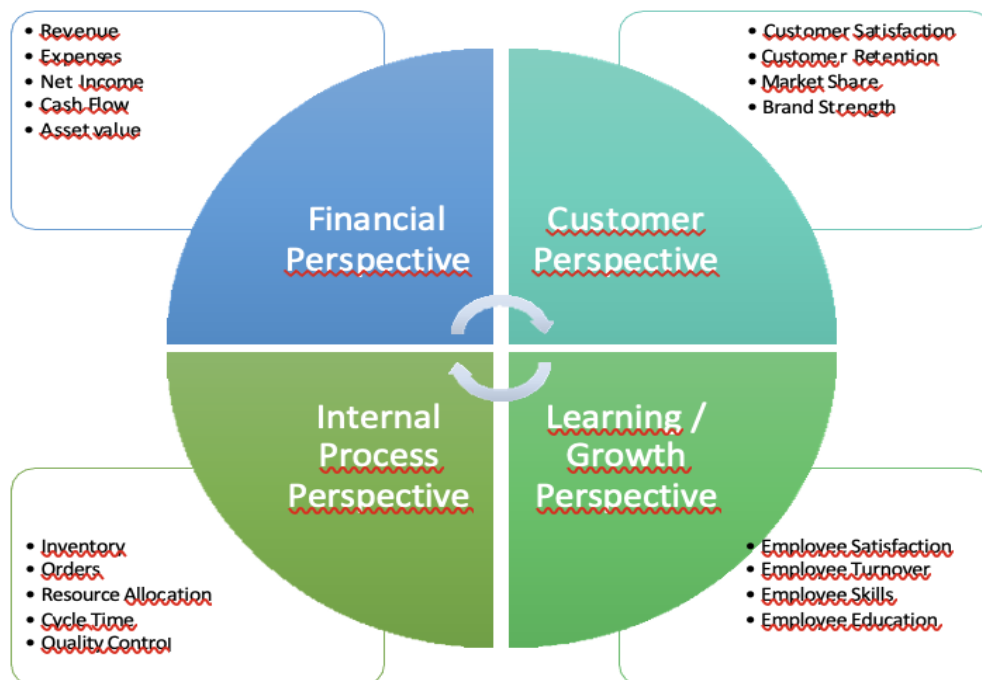 • Revenue
• Expenses
• Net Income
• Cash Flow
• Asset value
• Customer Satisfaction
• Customer Retention
• Market Share
• Brand Strength
Financial
Perspective
Customer
Perspective
Internal
Process
Perspective
Learning /
Growth
Perspective
• Inventory
• Orders
• Resource Allocation
• Cycle Time
• Quality Control
• Employee Satisfaction
• Employee Turnover
• Employee Skills
• Employee Education